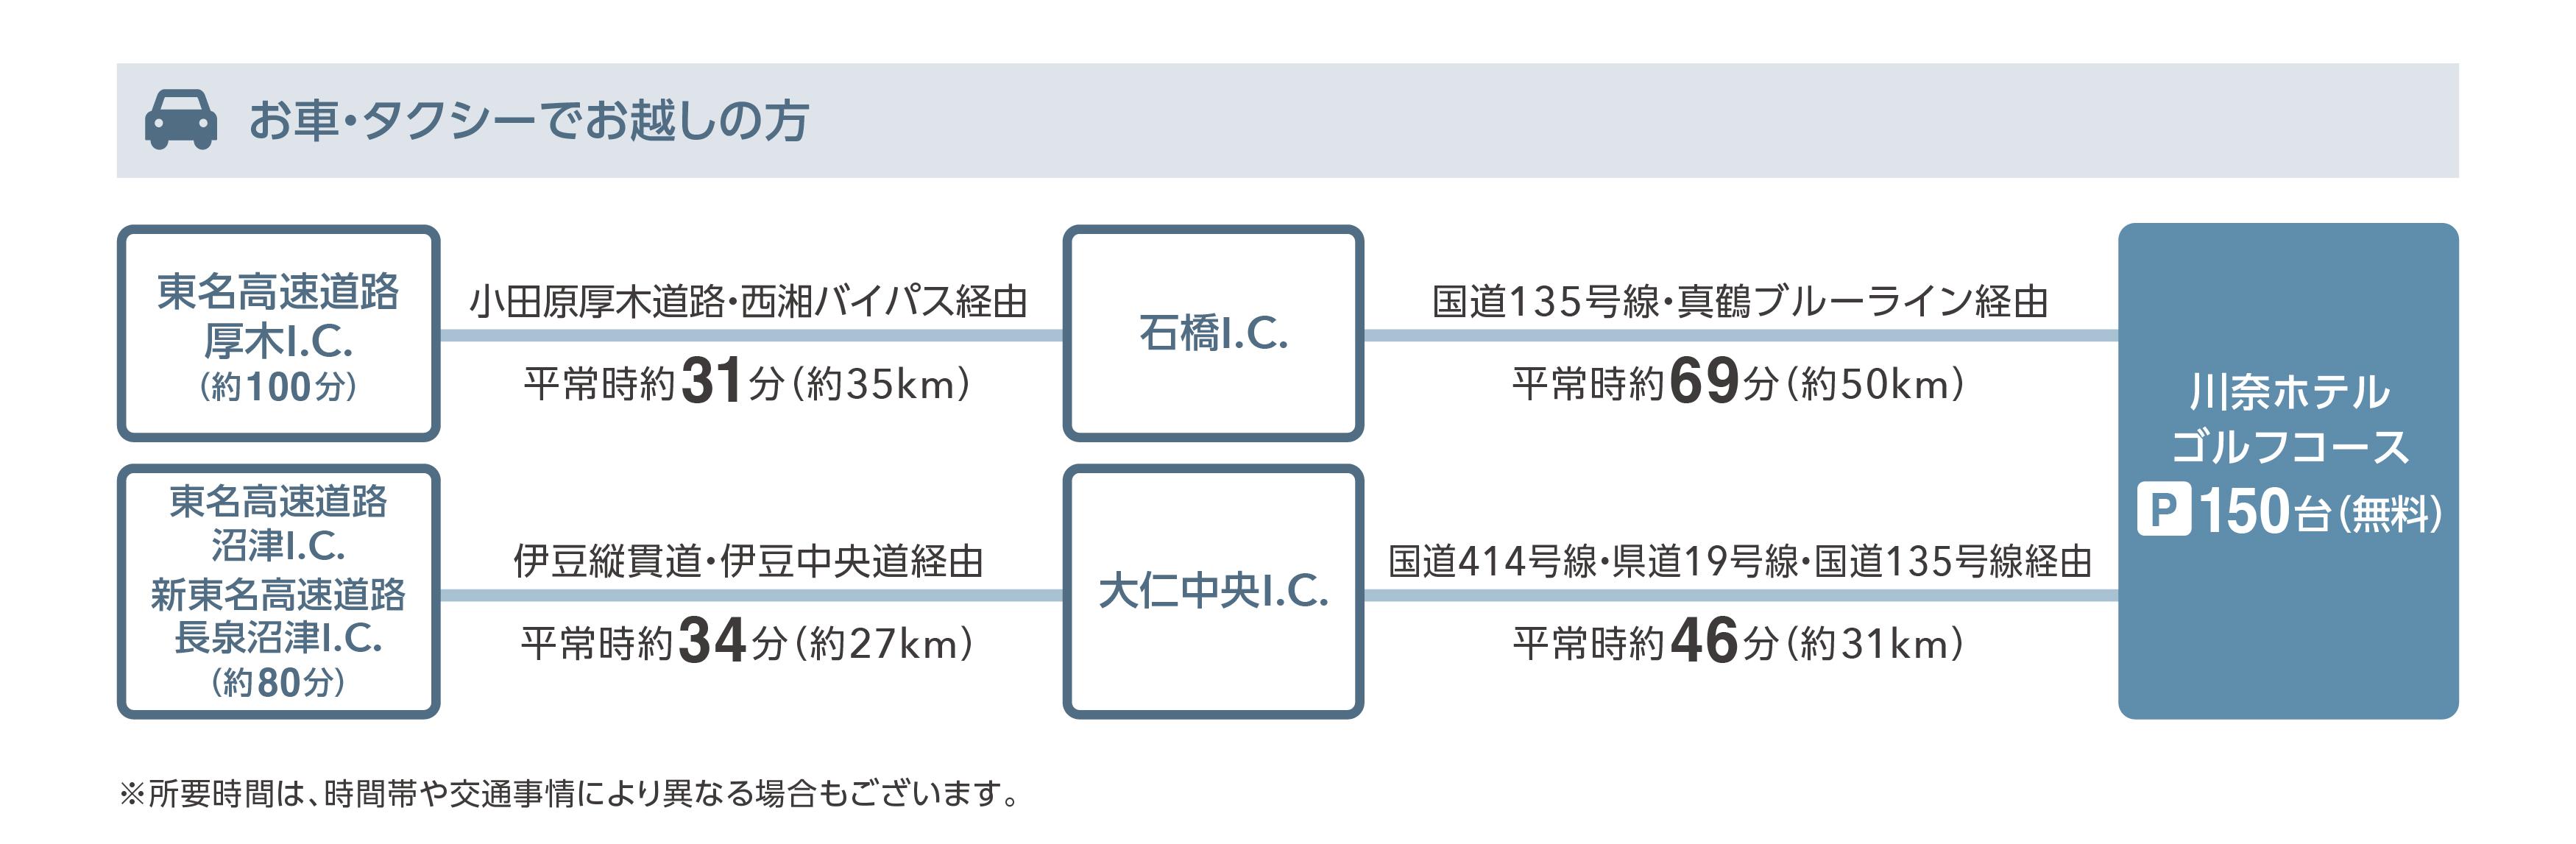 お車・タクシーでお越しの方
東名高速道路
厚木I.C.
（約100分）
小田原厚木道路・西湘バイパス経由
平常時約31分（約35km）
石橋I.C.
国道135号線・真鶴ブルーライン経由
平常時約69分（約50km）
東名高速道路
沼津I.C.
新東名高速道路
長泉沼津I.C.
（約80分）
伊豆縦貫道・伊豆中央道経由
平常時約34分（約27km）
大仁中央I.C.
国道414号線・県道19号線・国道135号線経由
平常時約46分（約31km）
川奈ホテル
ゴルフコース
P 150台（無料）
※所要時間は、時間帯や交通事情により異なる場合もございます。